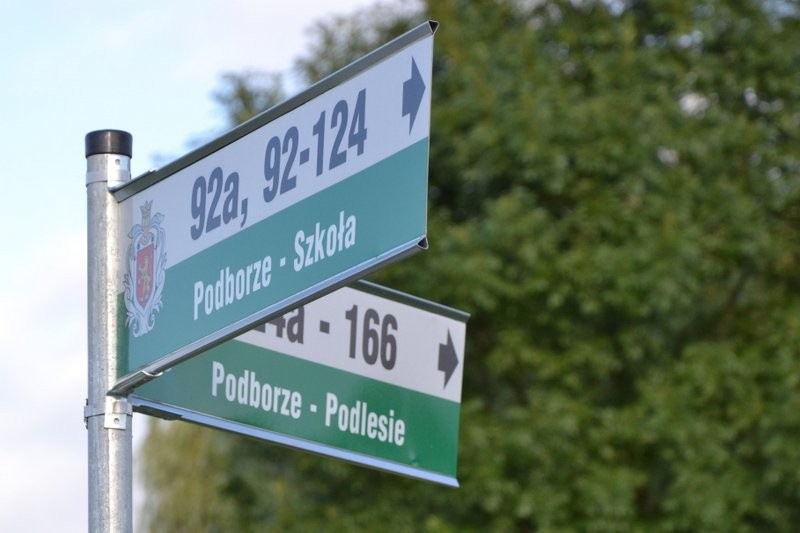 92a, 92-124
Podborze - Szkoła
- 166
Podborze - Podlesie